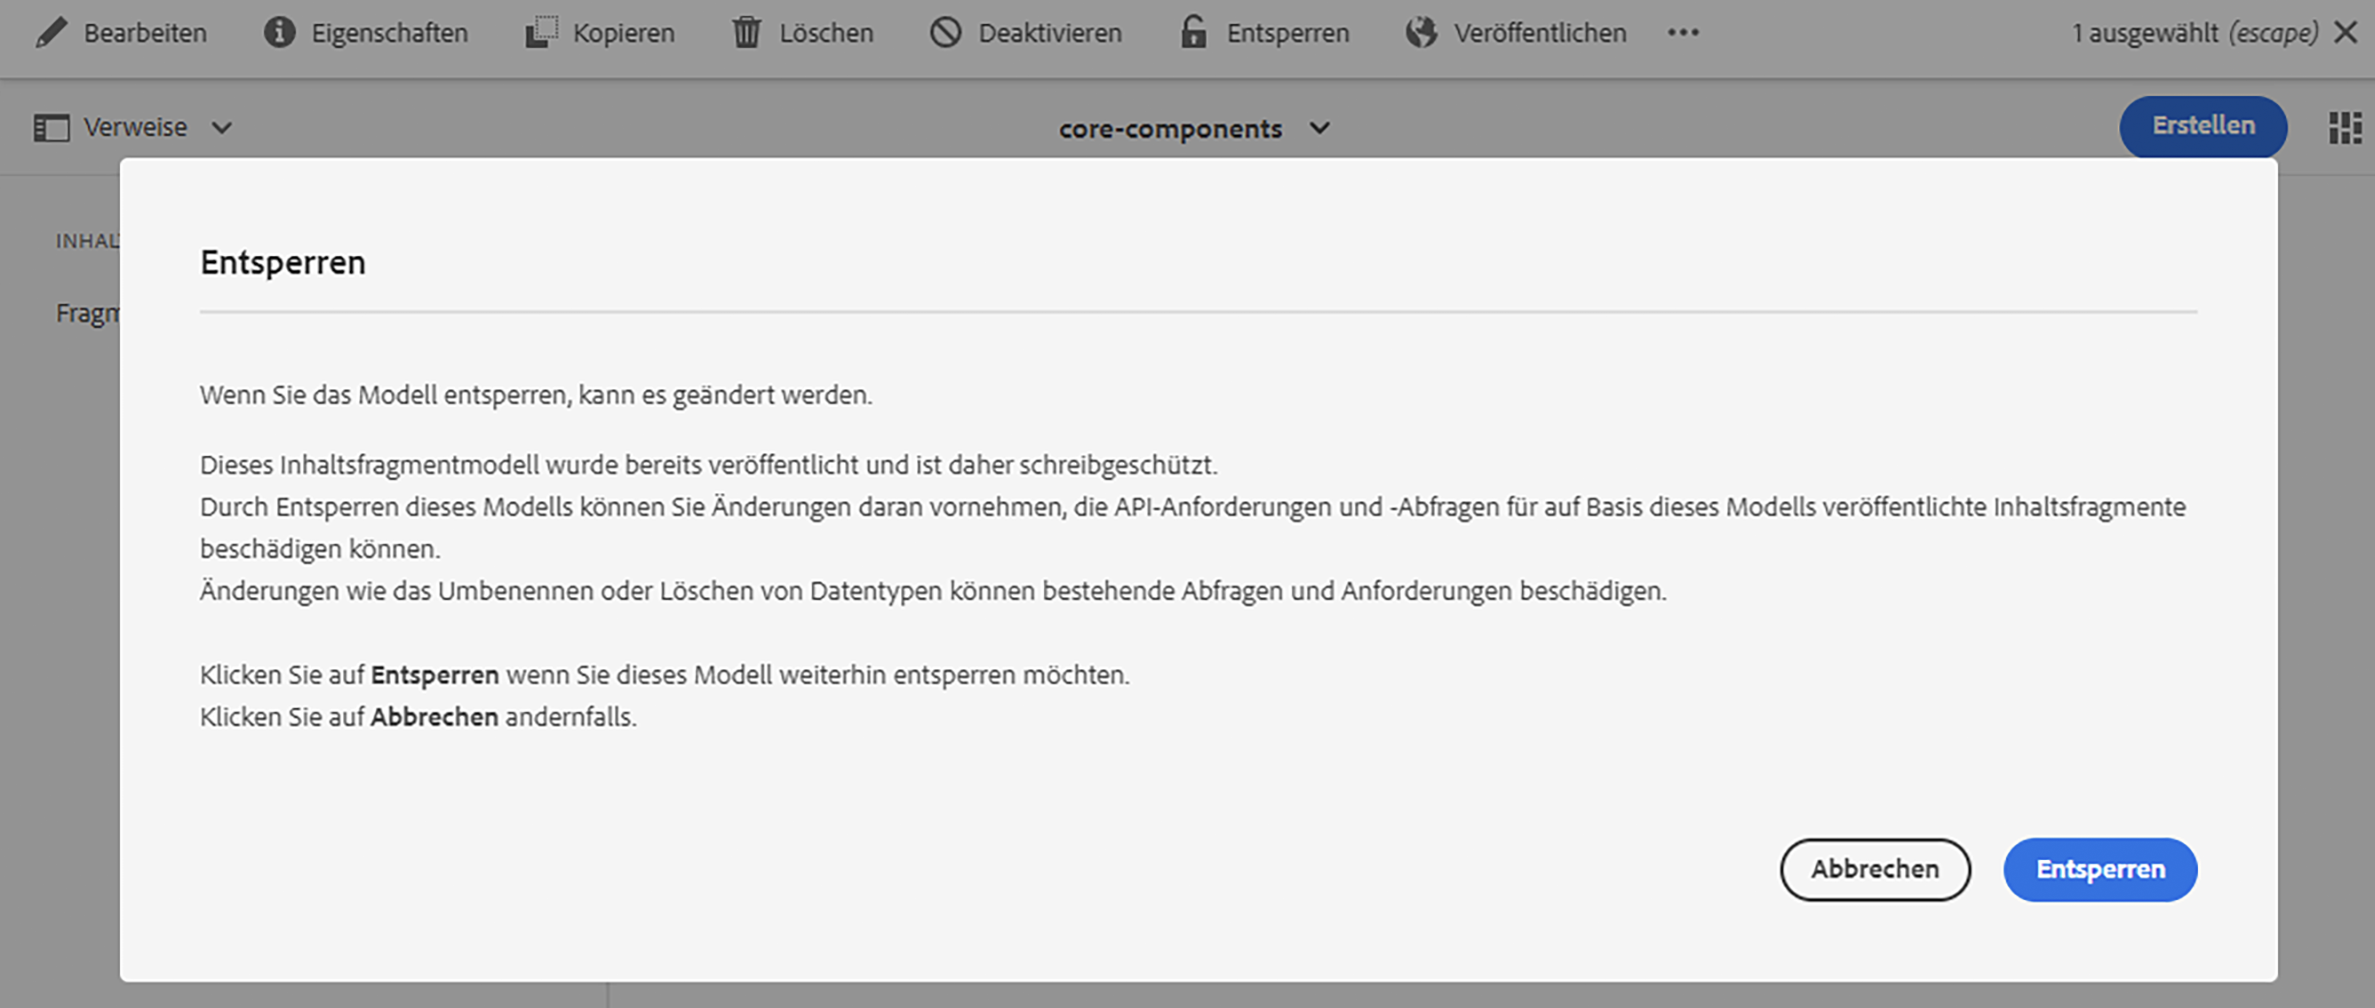 Bearbeiten Eigenschaften Kopieren Löschen Deaktivieren Entsperren Veröffentlichen 1 ausgewählt (escape)
Verweise core-components Erstellen
Entsperren
Wenn Sie das Modell entsperren, kann es geändert werden.
Dieses Inhaltsfragmentmodell wurde bereits veröffentlicht und ist daher schreibgeschützt.
Durch Entsperren dieses Modells können Sie Änderungen daran vornehmen, die API-Anforderungen und -Abfragen für auf Basis dieses Modells veröffentlichte Inhaltsfragmente
beschädigen können.
Änderungen wie das Umbenennen oder Löschen von Datentypen können bestehende Abfragen und Anforderungen beschädigen.
Klicken Sie auf Entsperren wenn Sie dieses Modell weiterhin entsperren möchten.
Klicken Sie auf Abbrechen andernfalls.
Abbrechen Entsperren